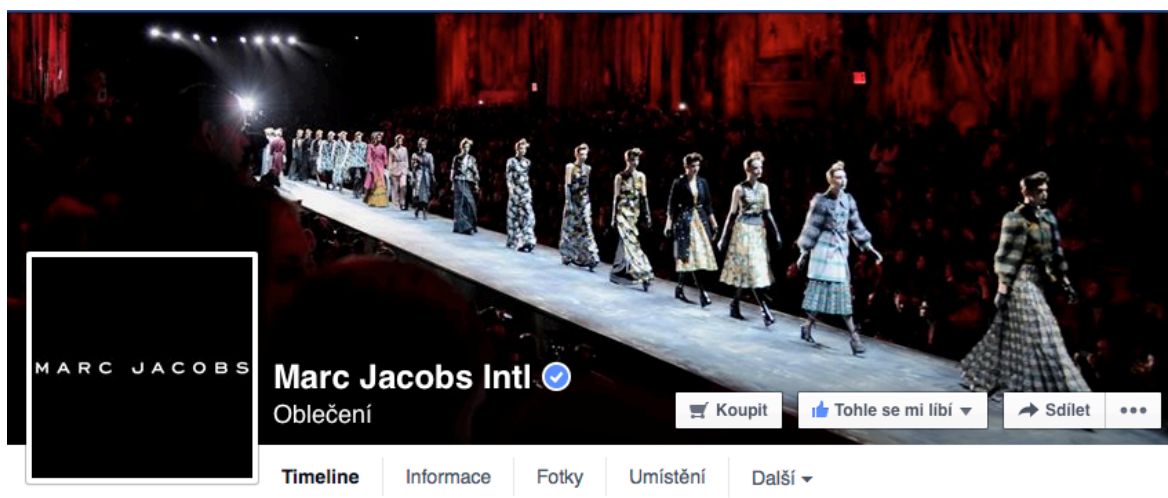 MARC JACOBS
Marc Jacobs Intl
Oblečení
Koupit
Tohle se mi líbí
Sdílet
Timeline Informace Fotky Umístění Další